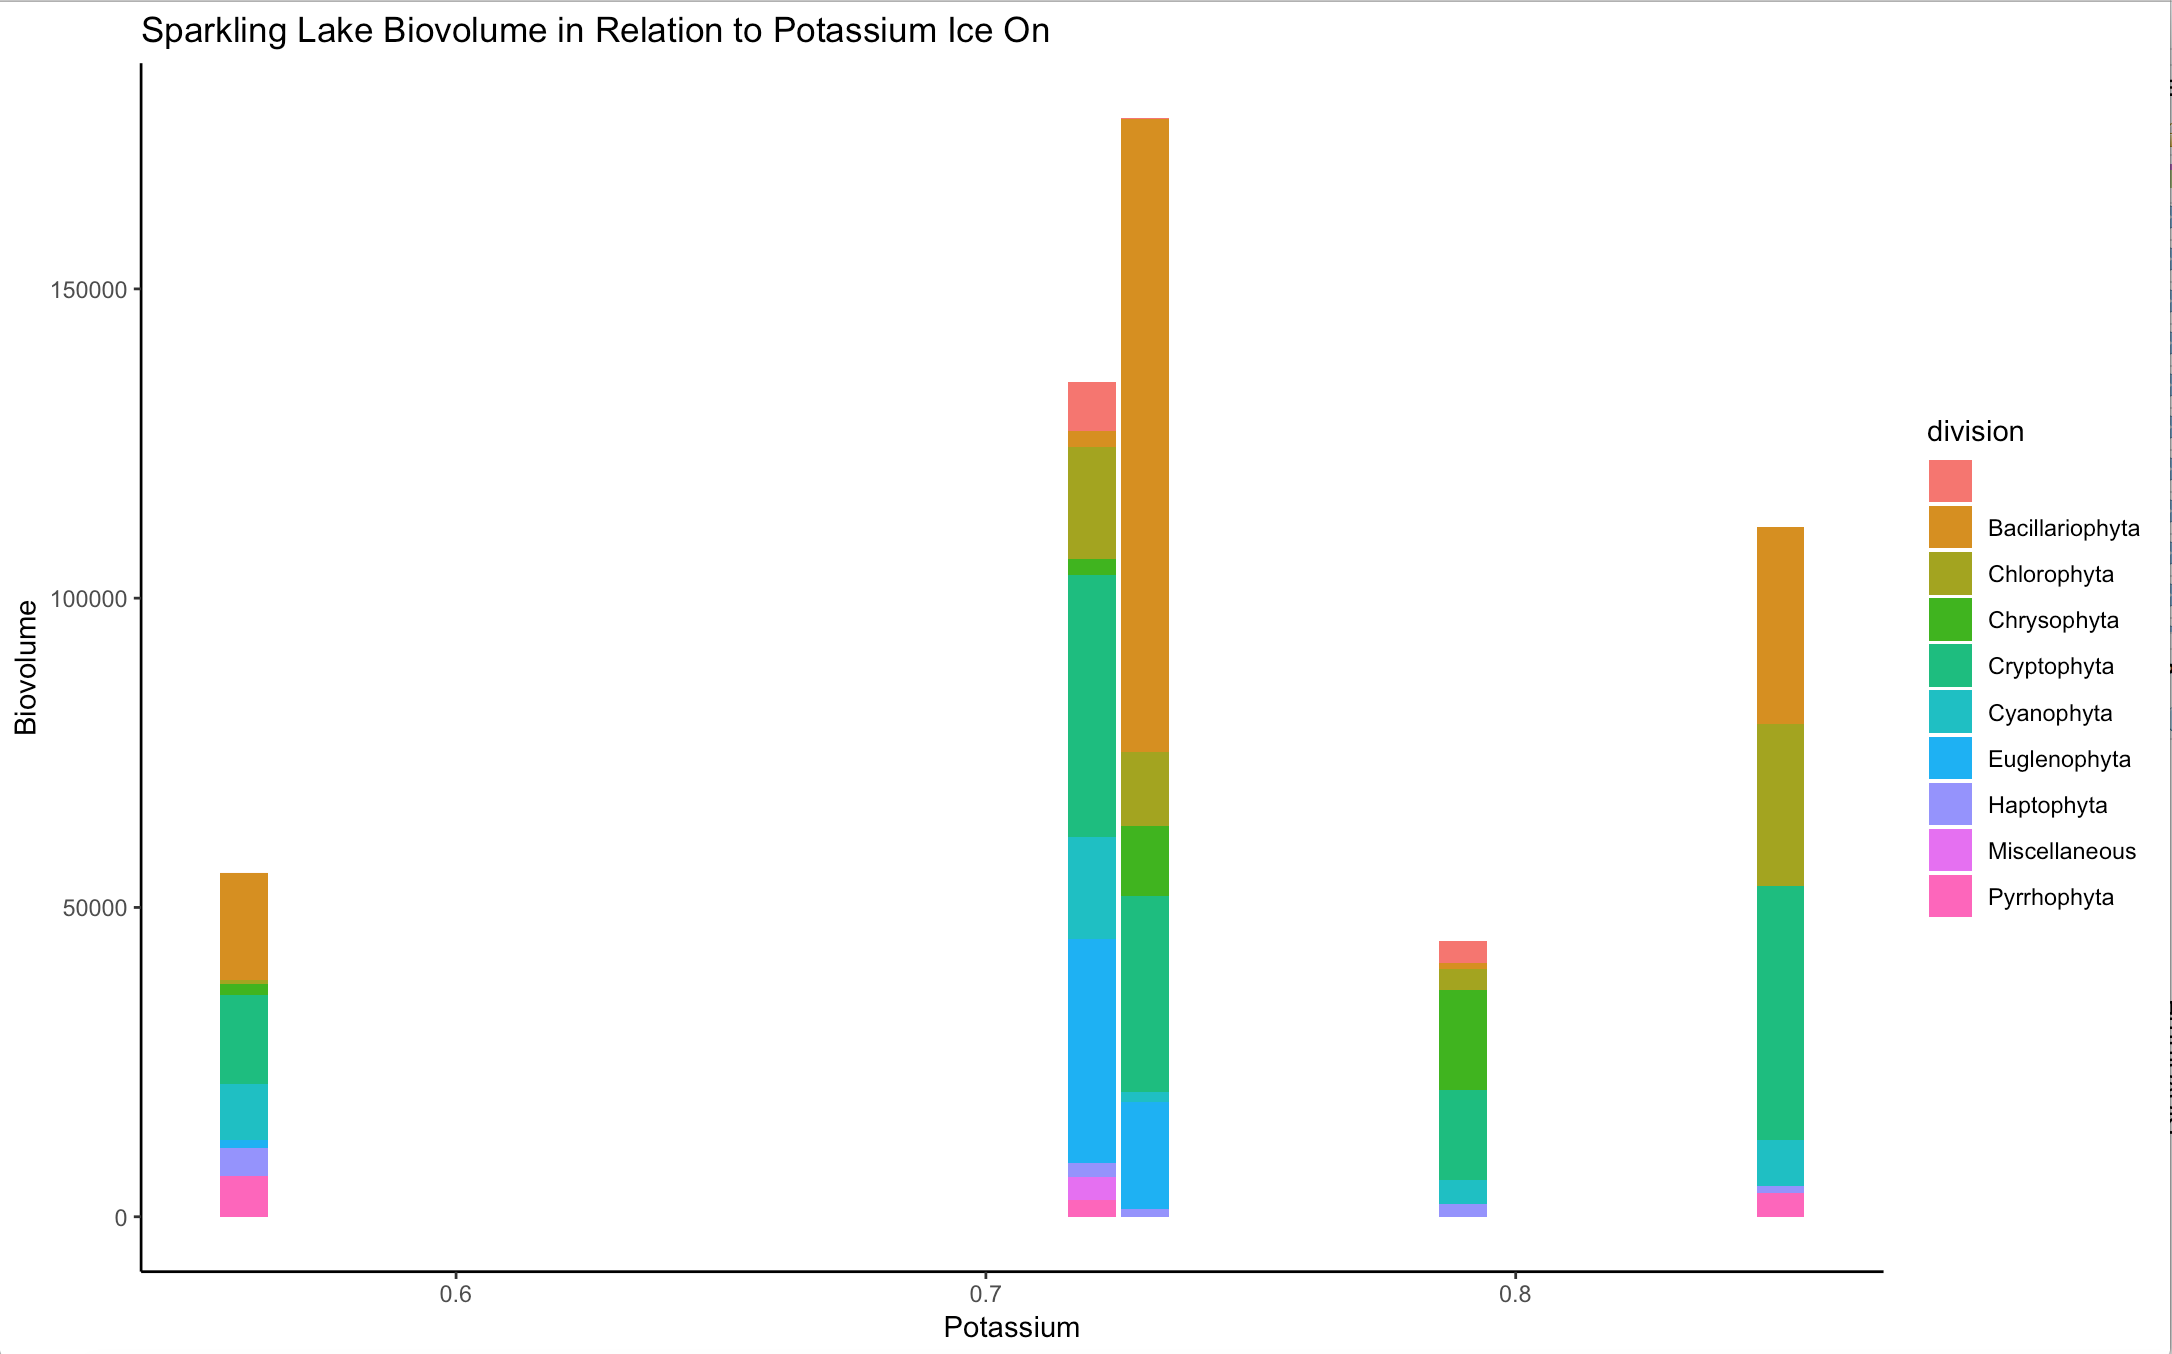 Sparkling Lake Biovolume in Relation to Potassium Ice On
150000
100000
50000
0
Biovolume
0.6
0.7
0.8
Potassium
division
Bacillariophyta
Chlorophyta
Chrysophyta
Cryptophyta
Cyanophyta
Euglenophyta
Haptophyta
Miscellaneous
Pyrrhophyta